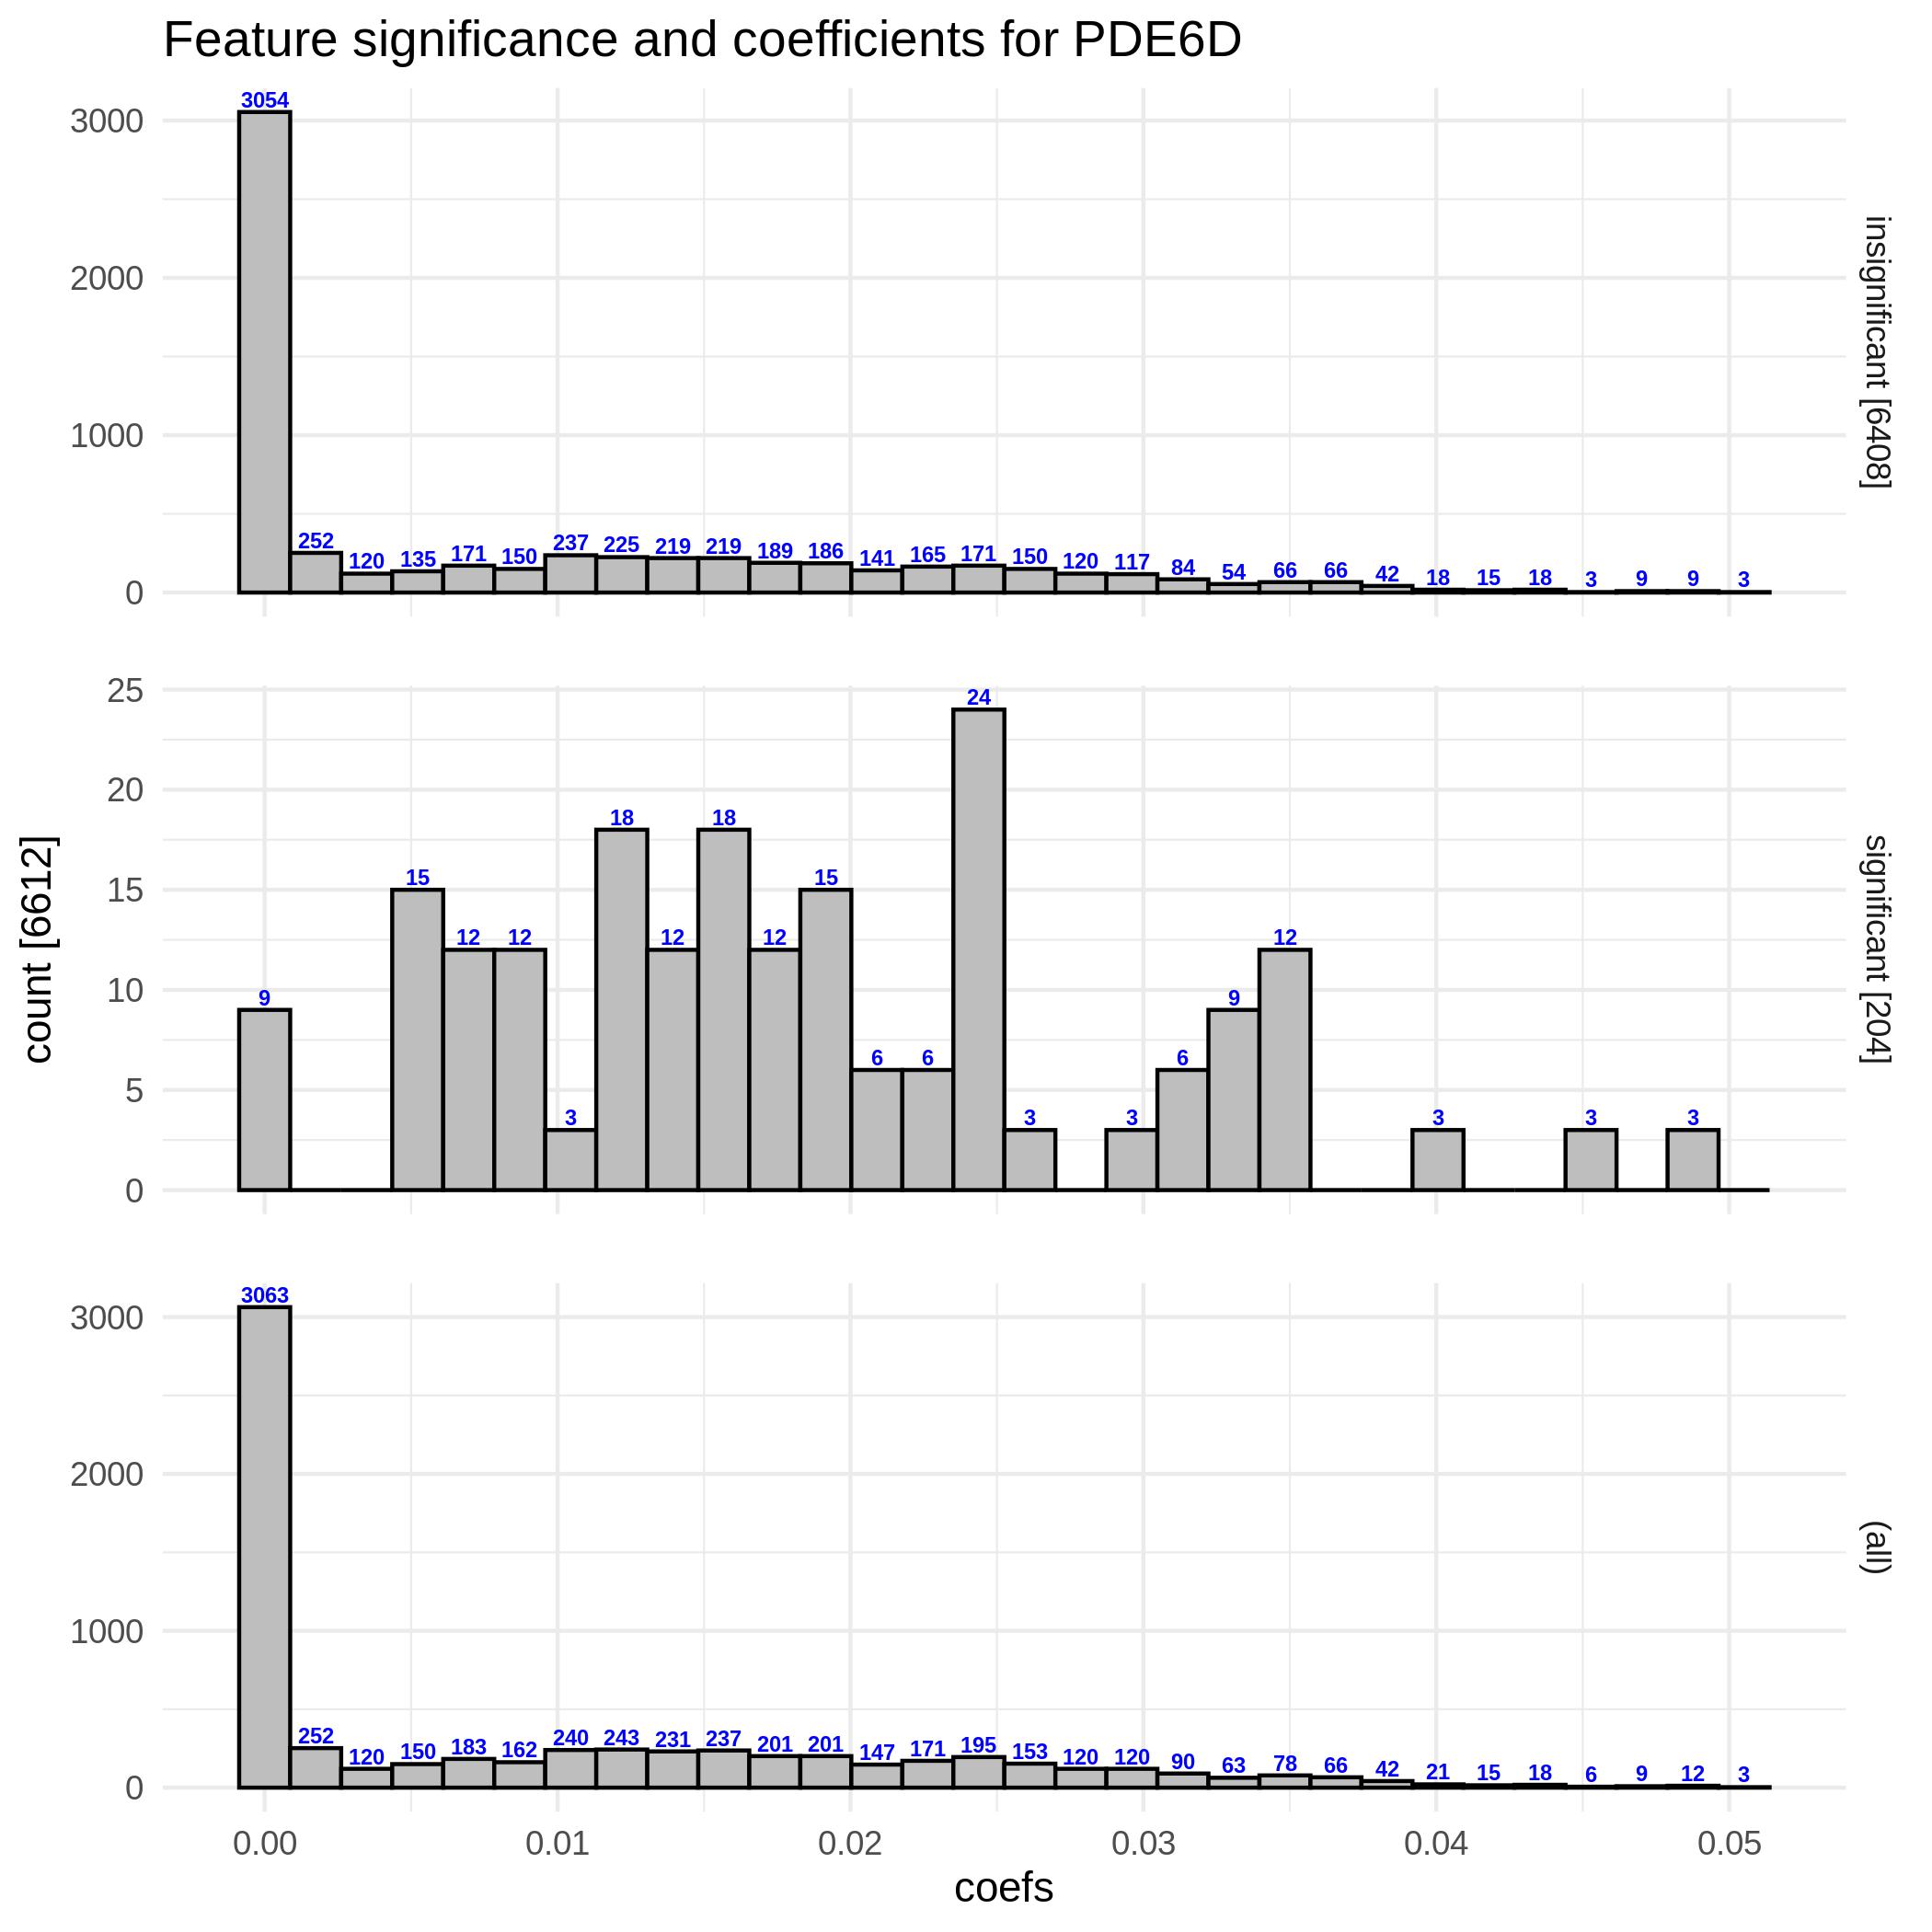 Feature significance and coefficients for PDE6D
count [6612]
3000
2000
1000
0
3054
252 120 135 171 150 237 225 219 219 189 186 141 165 171 150 120 117 84 54 66 66 42 18 15 18 3 9 9 3
insignificant [6408]
25
20
15
10
5
0
9 15 12 12 3 18 12 18 12 15 6 6 24 3 3 6 9 12 3 3 3
significant [204]
3000
2000
1000
0
3063
252 120 150 183 162 240 243 231 237 201 201 147 171 195 153 120 120 90 63 78 66 42 21 15 18 6 9 12 3
(all)
0.00 0.01 0.02 0.03 0.04 0.05
coefs